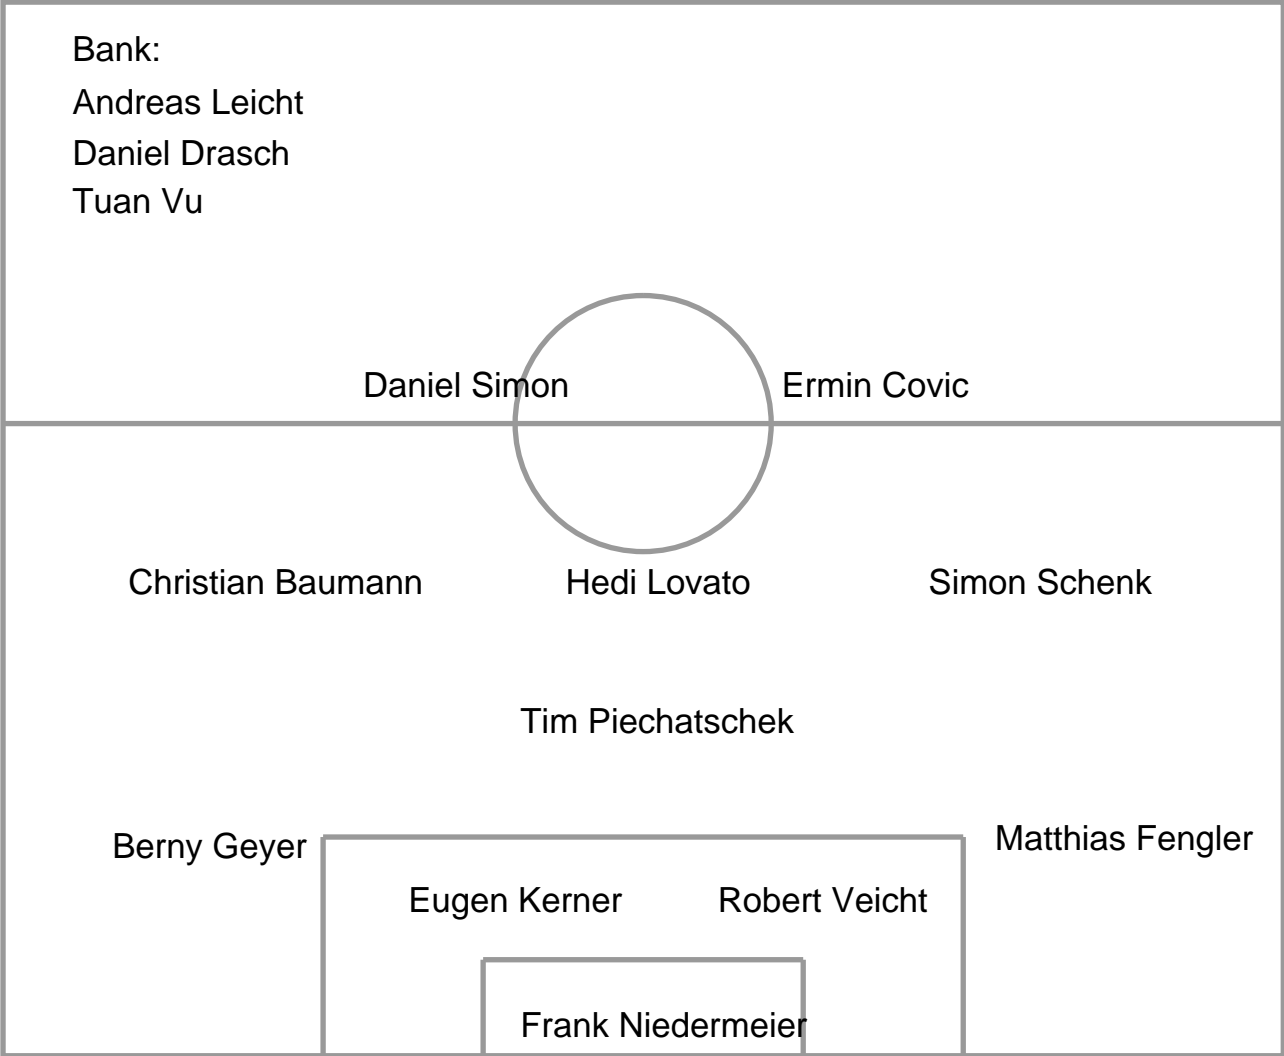 Bank:
Andreas Leicht
Daniel Drasch
Tuan Vu
Daniel Simon Ermin Covic
Christian Baumann Hedi Lovato Simon Schenk
Tim Piechatschek
Berny Geyer Matthias Fengler
Eugen Kerner Robert Veicht
Frank Niedermeier